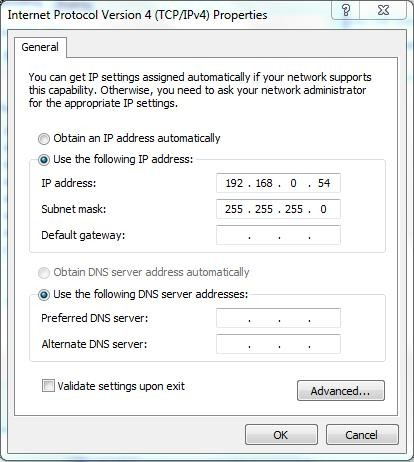 Internet Protocol Version 4 (TCP/IPv4) Properties
General
You can get IP settings assigned automatically if your network supports
this capability. Otherwise, you need to ask your network administrator
for the appropriate IP settings.
Obtain an IP address automatically
Use the following IP address:
IP address: 192 . 168 . 0 . 54
Subnet mask: 255 . 255 . 255 . 0
Default gateway: . . .
Obtain DNS server address automatically
Use the following DNS server addresses:
Preferred DNS server: . . .
Alternate DNS server: . . .
Validate settings upon exit
Advanced...
OK Cancel